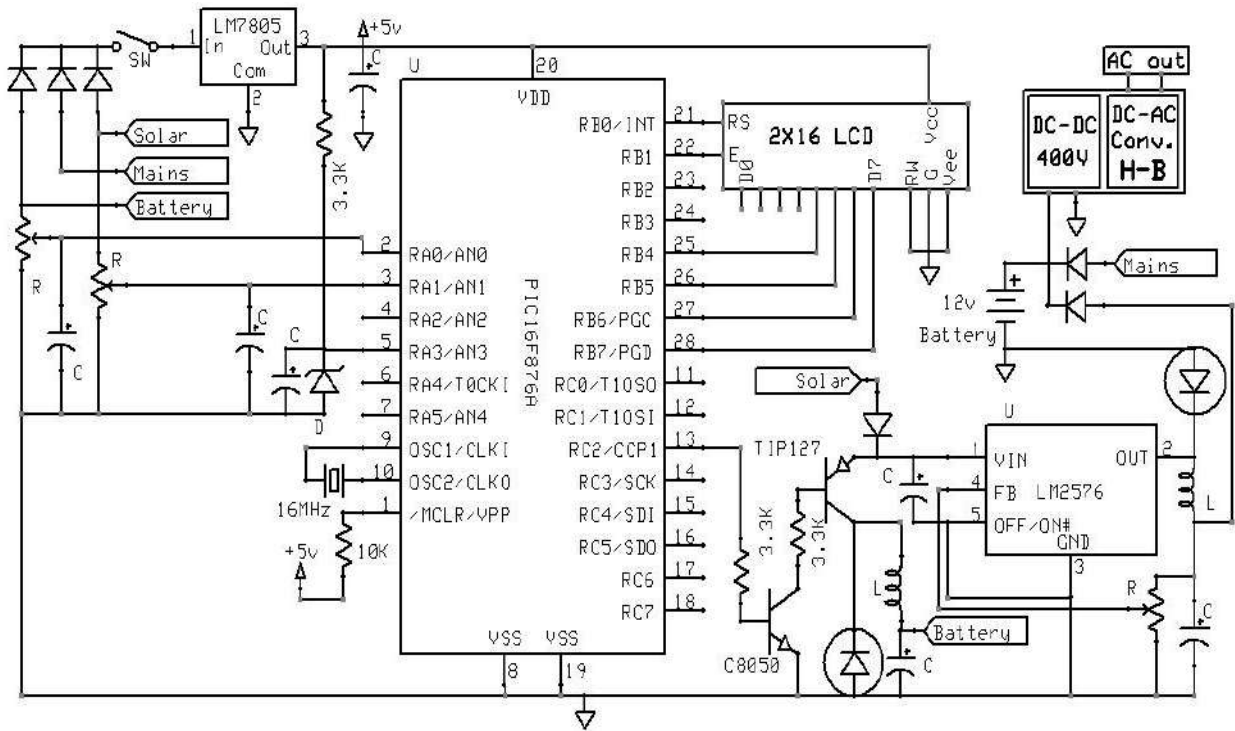 LM7805
1
In
Out
3
Com
2
SW
+5v
C
U
20
VDD
AC out
DC-DC
400V
DC-AC
Conv.
H-B
Solar
Mains
Battery
3.3K
RB0/INT
21
RS
2X16 LCD
Vcc
RB1
22
E
D0
D7
RW
G
Vee
RB2
23
RB3
24
2
RA0/AN0
RB4
25
R
R
3
RA1/AN1
RB5
26
4
RA2/AN2
RB6/PGC
27
5
RA3/AN3
RB7/PGD
28
6
RA4/T0CKI
RC0/T1OSO
11
7
RA5/AN4
RC1/T1OSI
12
9
OSC1/CLKI
RC2/CCP1
13
10
OSC2/CLKO
RC3/SCK
14
1
/MCLR/VPP
RC4/SDI
15
RC5/SDO
16
RC6
17
RC7
18
PIC16F876A
VSS
VSS
8
19
C
C
C
D
16MHz
+5v
10K
Mains
12v
Battery
Solar
TIP127
3.3K
3.3K
C8050
C
L
Battery
C
U
1
VIN
OUT
2
4
FB
LM2576
5
OFF/ON#
GND
3
L
R
C